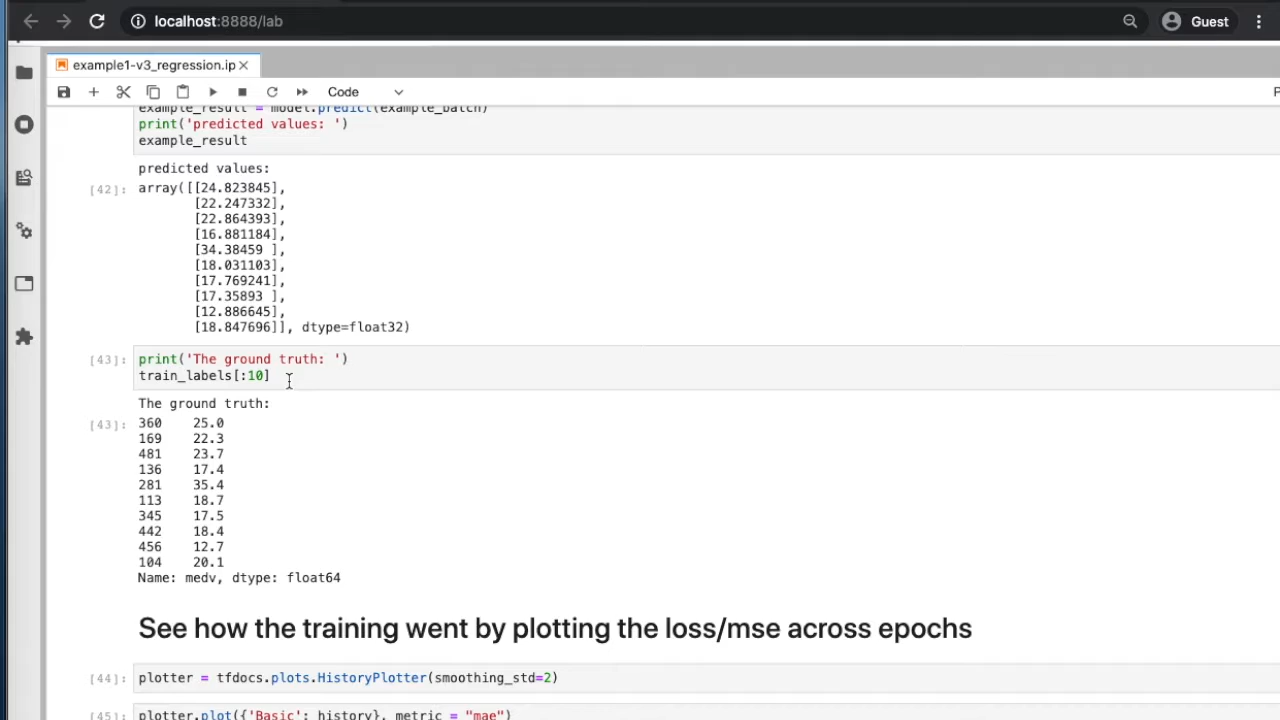 localhost:8888/lab
Guest
example1-v3_regression.ip
Code
P
example_result = model.predict(example_batch)
print('predicted values: ')
example_result
predicted values:
[42]: array([[24.823845],
[22.247332],
[22.864393],
[16.881184],
[34.38459 ],
[18.031103],
[17.769241],
[17.35893 ],
[12.886645],
[18.847696]], dtype=float32)
[43]: print('The ground truth: ')
train_labels[:10]
The ground truth:
[43]: 360 25.0
169 22.3
481 23.7
136 17.4
281 35.4
113 18.7
345 17.5
442 18.4
456 12.7
104 20.1
Name: medv, dtype: float64
See how the training went by plotting the loss/mse across epochs
[44]: plotter = tfdocs.plots.HistoryPlotter(smoothing_std=2)
[45]: plotter.plot({'Basic': history}, metric = "mae")